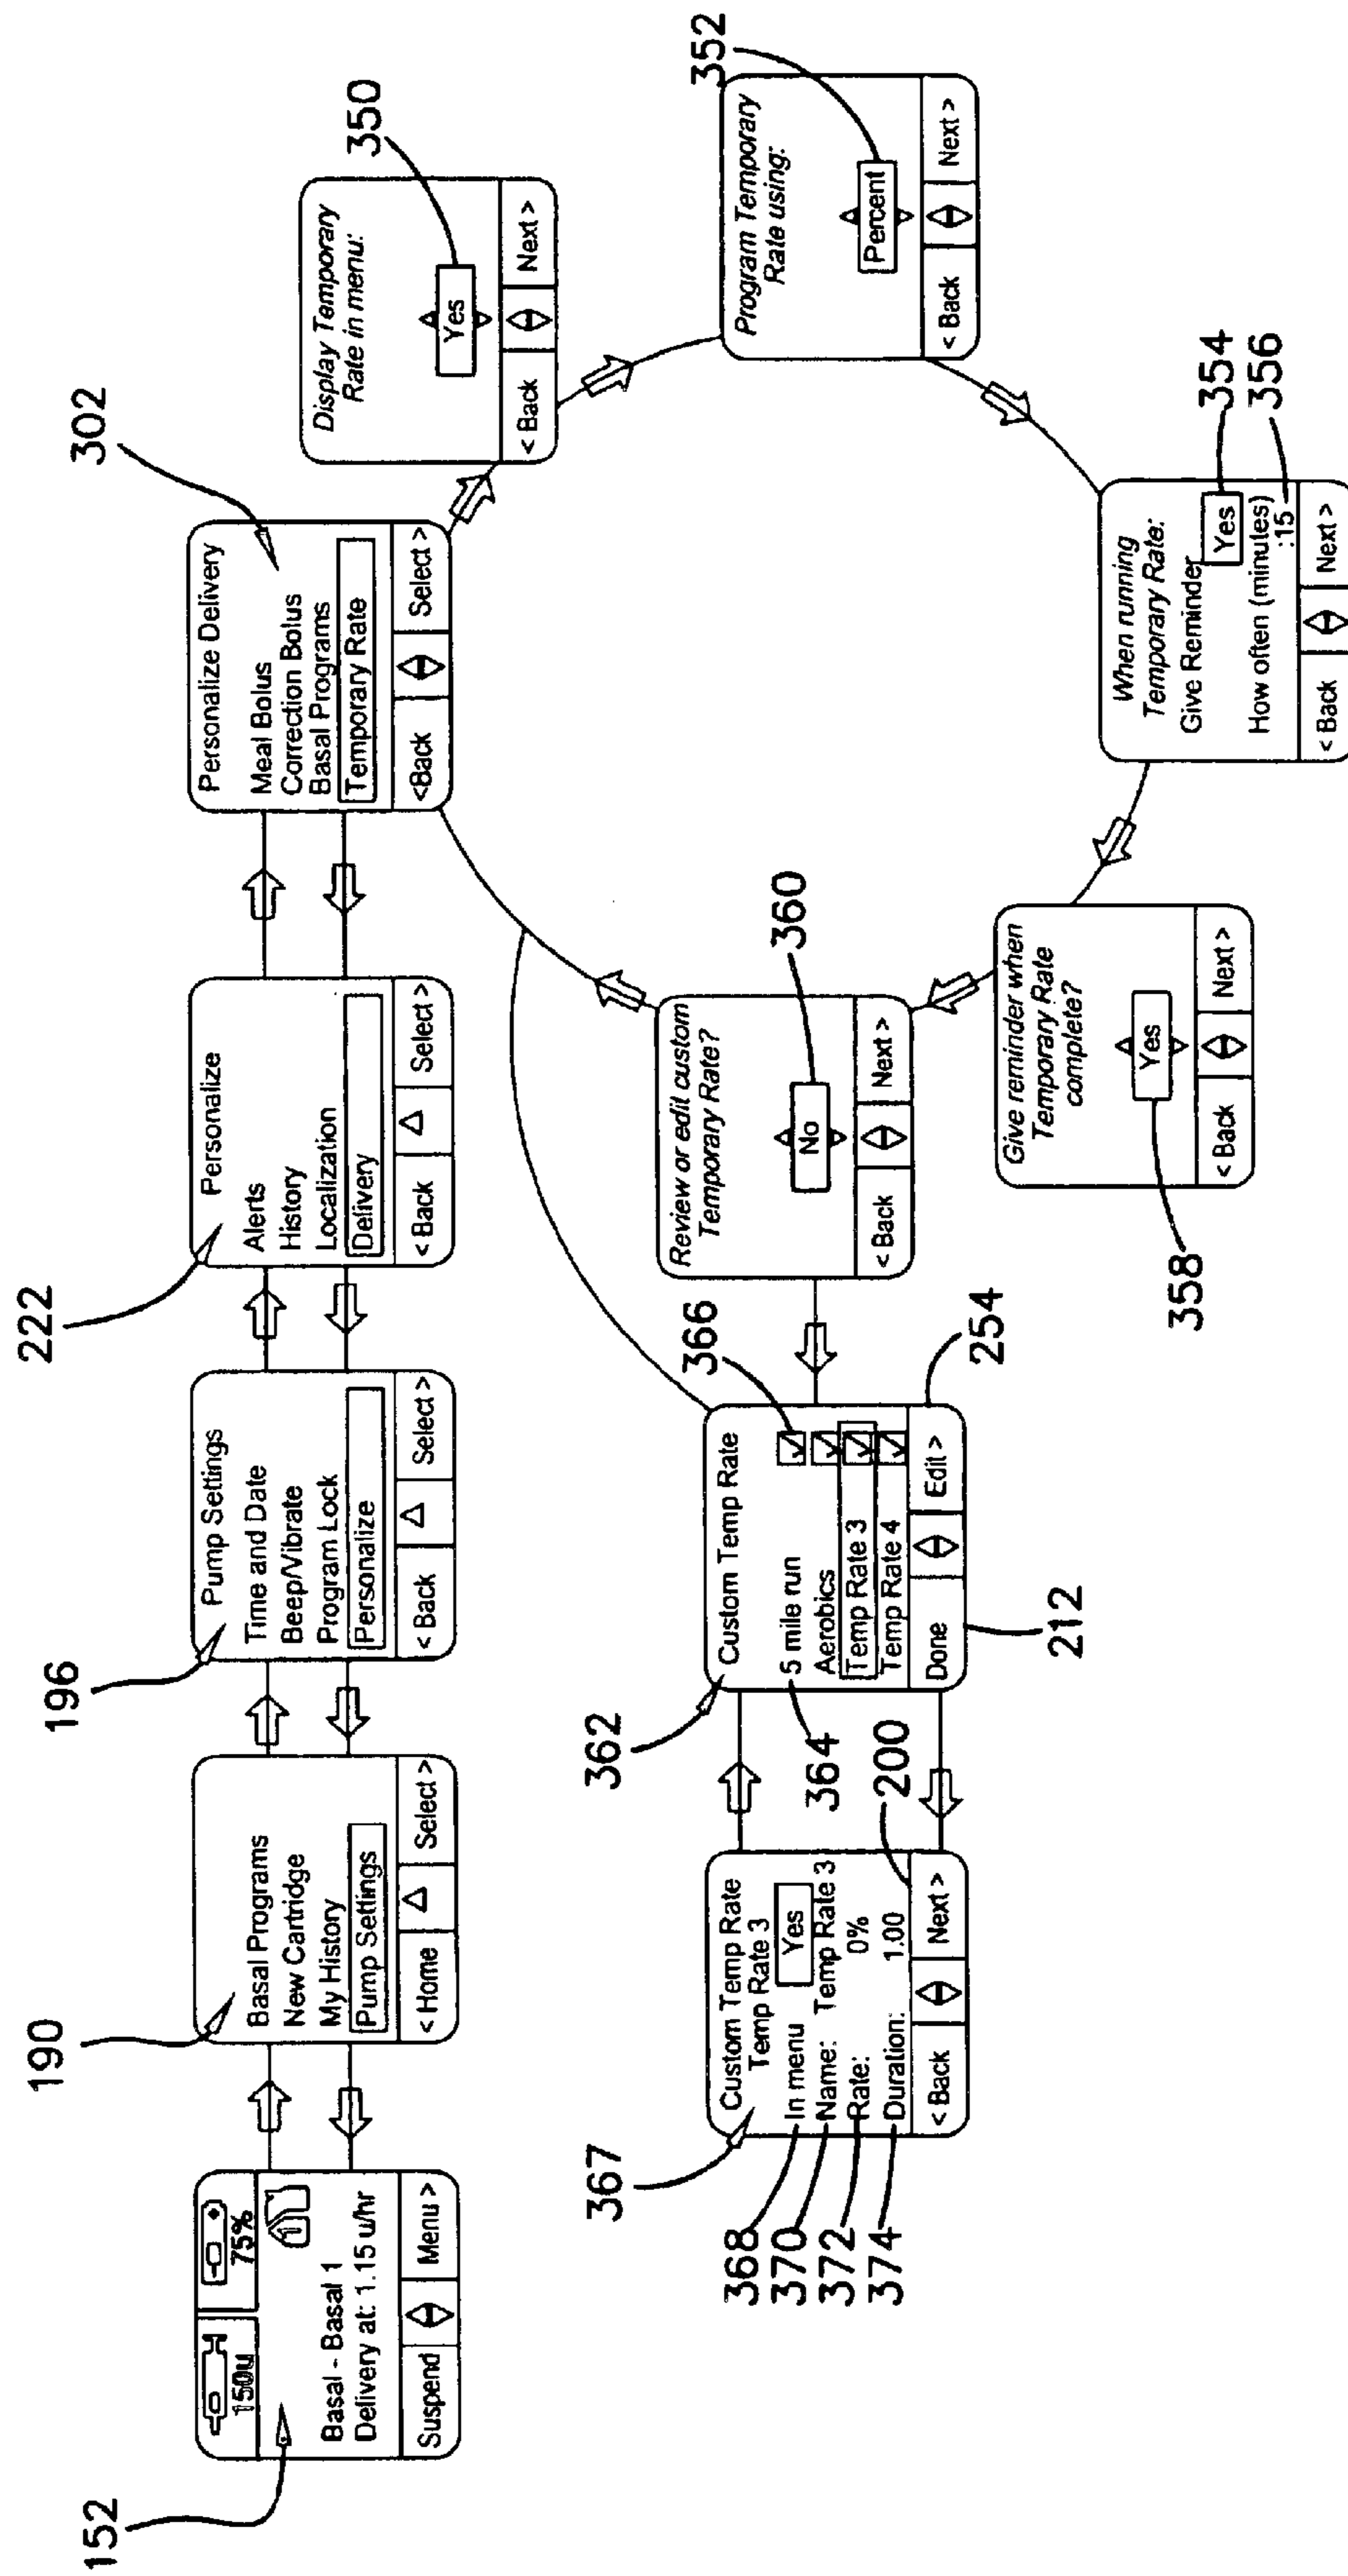 152
150u
75%
Basal - Basal 1
Delivery at: 1.15 u/hr
Suspend
Menu >
190
Basal Programs
New Cartridge
My History
Pump Settings
< Home
Select >
196
Pump Settings
Time and Date
Beep/Vibrate
Program Lock
Personalize
< Back
Select >
222
Personalize
Alerts
History
Localization
Delivery
< Back
Select >
302
Personalize Delivery
Meal Bolus
Correction Bolus
Basal Programs
Temporary Rate
<Back
Select >
350
Display Temporary
Rate in menu:
Yes
< Back
Next >
352
Program Temporary
Rate using:
Percent
< Back
Next >
When running
Temporary Rate:
Give Reminder
Yes
354
How often (minutes)
:15
356
< Back
Next >
Give reminder when
Temporary Rate
complete?
Yes
358
< Back
Next >
360
Review or edit custom
Temporary Rate?
No
< Back
Next >
362
Custom Temp Rate
366
364
5 mile run
Aerobics
Temp Rate 3
Temp Rate 4
Done
Edit >
254
212
367
Custom Temp Rate
Temp Rate 3
368
In menu
Yes
370
Name:
Temp Rate 3
372
Rate:
0%
374
Duration:
1.00
200
< Back
Next >